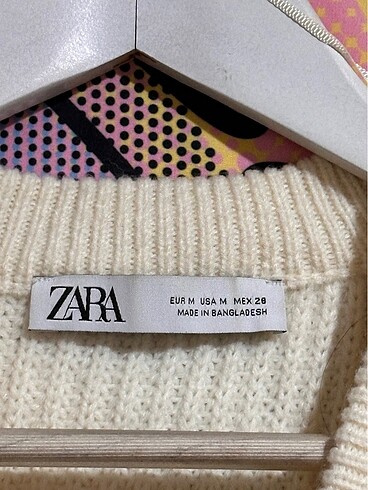 ZARA
EUR M USA M MEX 28
MADE IN BANGLADESH